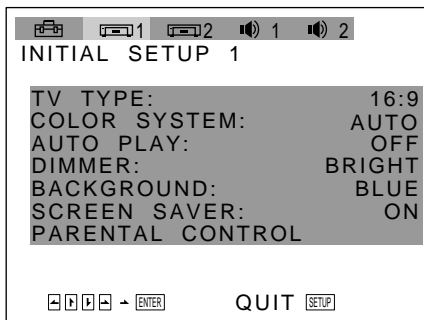 1 2 1 2
INITIAL SETUP 1
TV TYPE: 16:9
COLOR SYSTEM: AUTO
AUTO PLAY: OFF
DIMMER: BRIGHT
BACKGROUND: BLUE
SCREEN SAVER: ON
PARENTAL CONTROL
ENTER QUIT SETUP